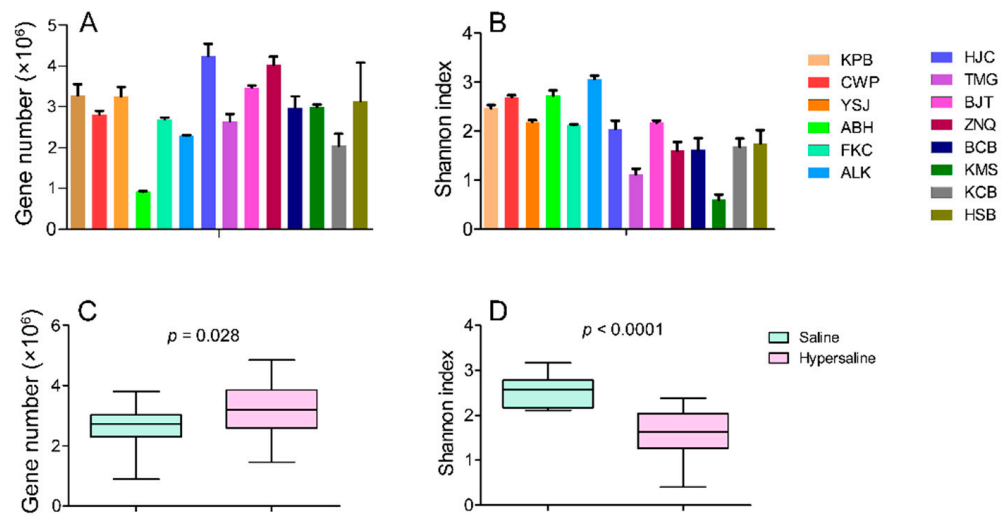 A
Gene number (×10⁶)
5
4
3
2
1
0
B
Shannon index
4
3
2
1
0
KPB
CWP
YSJ
ABH
FKC
ALK
HJC
TMG
BJT
ZNQ
BCB
KMS
KCB
HSB
C
Gene number (×10⁶)
p = 0.028
6
4
2
0
D
Shannon index
p < 0.0001
4
3
2
1
0
Saline
Hypersaline